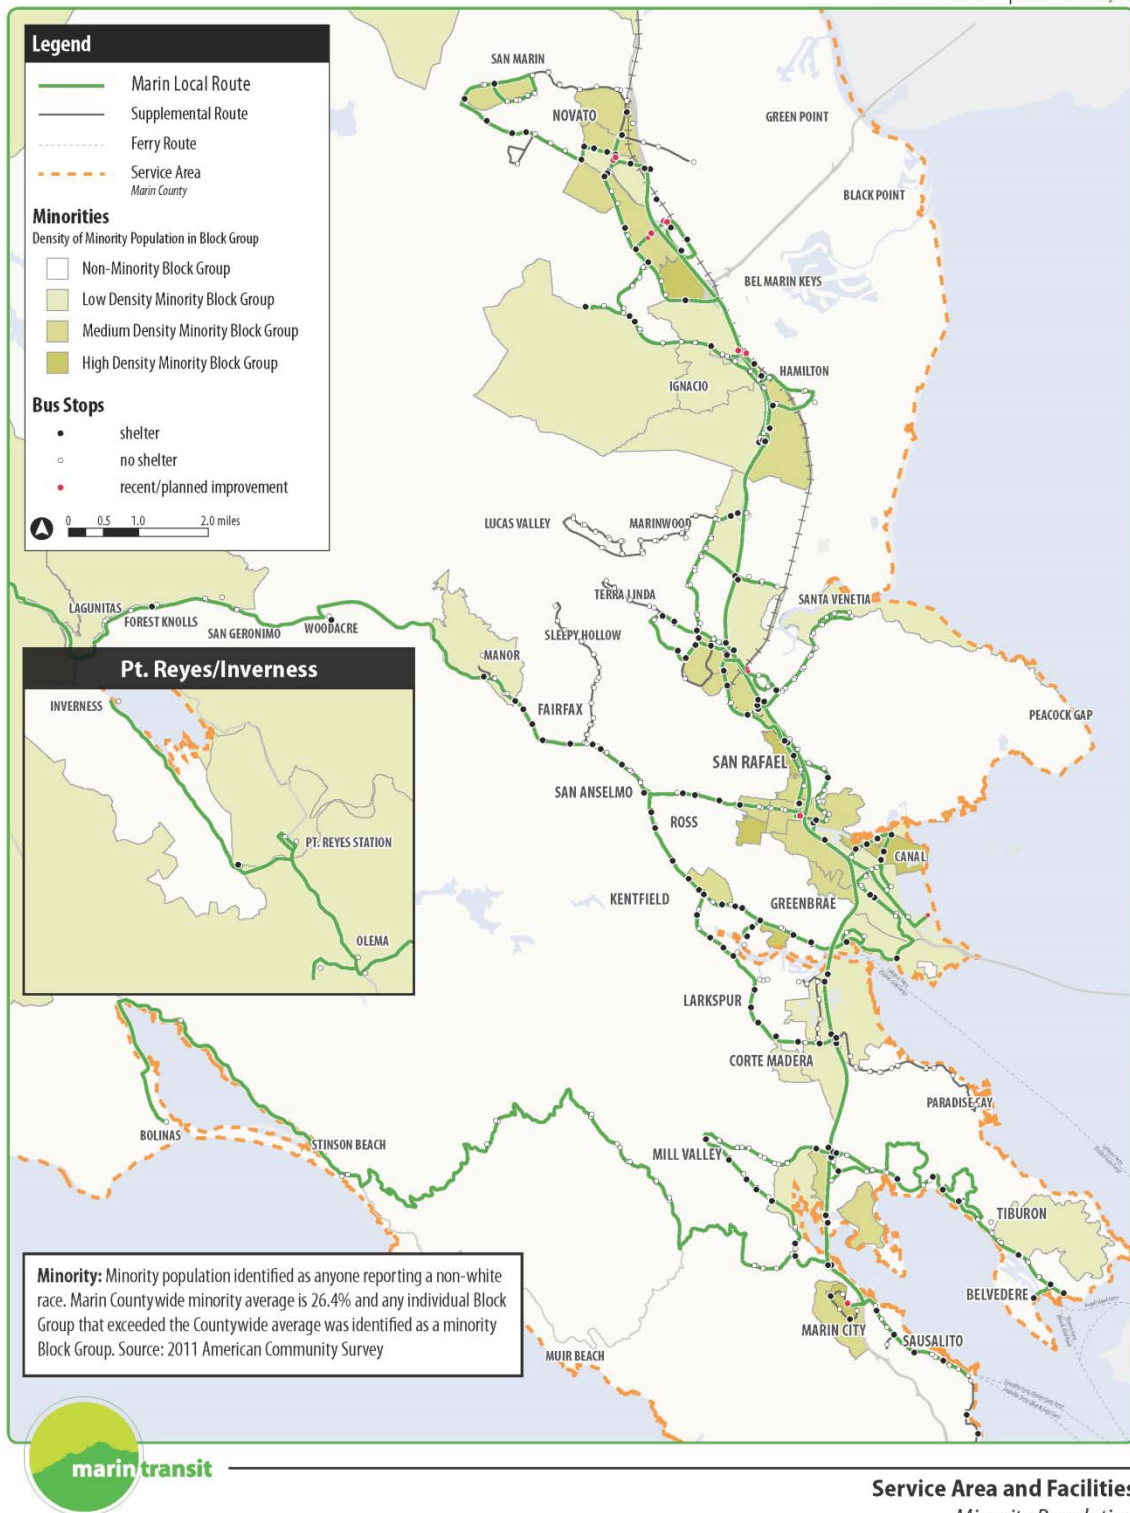 Legend
Marin Local Route
Supplemental Route
Ferry Route
Service Area
Marin County
Minorities
Density of Minority Population in Block Group
Non-Minority Block Group
Low Density Minority Block Group
Medium Density Minority Block Group
High Density Minority Block Group
Bus Stops
shelter
no shelter
recent/planned improvement
0 0.5 1.0 2.0 miles
SAN MARIN
NOVATO
GREEN POINT
BLACK POINT
BEL MARIN KEYS
HAMILTON
IGNACIO
LUCAS VALLEY
MARINWOOD
TERRA LINDA
SANTA VENETIA
LAGUNITAS
FOREST KNOLLS
SAN GERONIMO
WOODACRE
SLEEPY HOLLOW
MANOR
FAIRFAX
PEACOCK GAP
SAN RAFAEL
SAN ANSELMO
ROSS
CANAL
KENTFIELD
GREENBRAE
LARKSPUR
CORTE MADERA
PARADISE CAY
Pt. Reyes/Inverness
INVERNESS
PT. REYES STATION
OLEMA
BOLINAS
STINSON BEACH
MILL VALLEY
TIBURON
BELVEDERE
MARIN CITY
SAUSALITO
MUIR BEACH
Minority: Minority population identified as anyone reporting a non-white
race. Marin Countywide minority average is 26.4% and any individual Block
Group that exceeded the Countywide average was identified as a minority
Block Group. Source: 2011 American Community Survey
marintransit
Service Area and Facilities